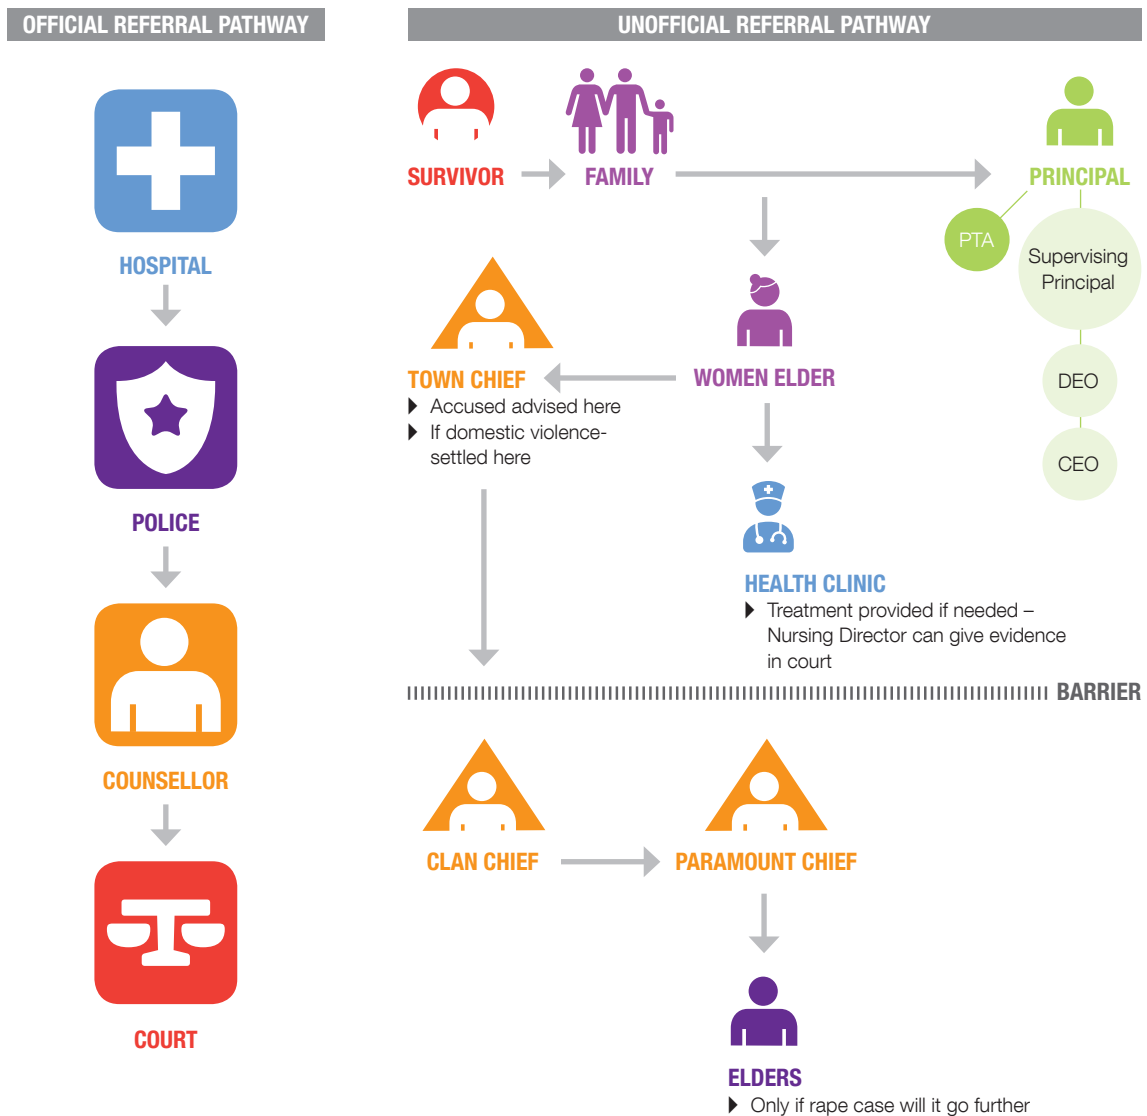 OFFICIAL REFERRAL PATHWAY
HOSPITAL
POLICE
COUNSELLOR
COURT
UNOFFICIAL REFERRAL PATHWAY
SURVIVOR
FAMILY
PRINCIPAL
PTA
Supervising
Principal
DEO
CEO
WOMEN ELDER
TOWN CHIEF
▶ Accused advised here
▶ If domestic violence-
settled here
HEALTH CLINIC
▶ Treatment provided if needed –
Nursing Director can give evidence
in court
BARRIER
CLAN CHIEF
PARAMOUNT CHIEF
ELDERS
▶ Only if rape case will it go further